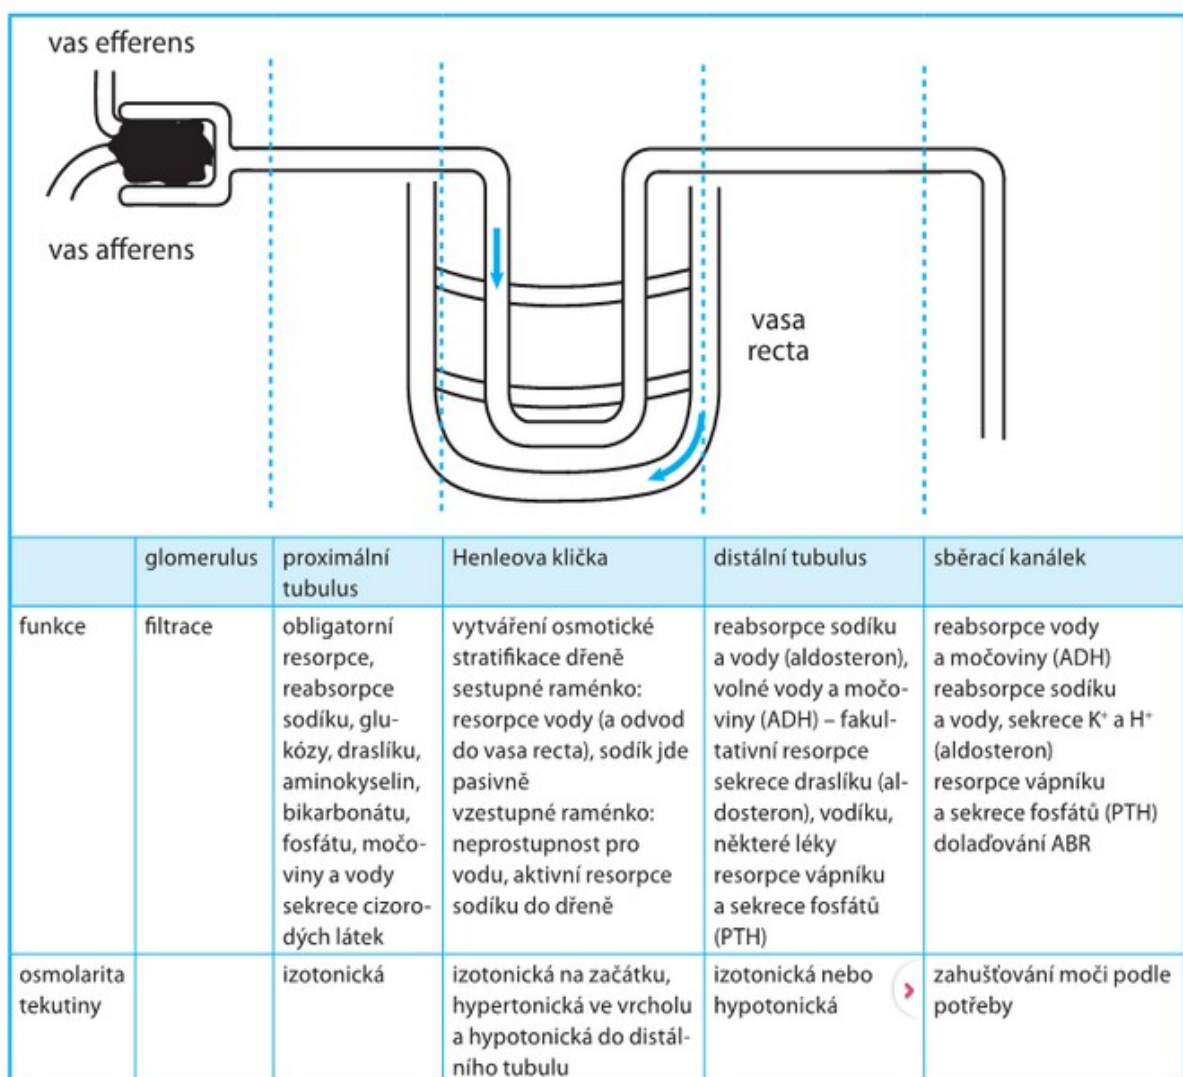 vas efferens
vas afferens
vasa
recta
glomerulus
proximální
tubulus
Henleova klička
distální tubulus
sběrací kanálek
funkce
filtrace
obligatorní
resorpce,
reabsorpce
sodíku, glu-
kózy, draslíku,
aminokyselin,
bikarbonátu,
fosfátu, močo-
viny a vody
sekrece cizoro-
dých látek
vytváření osmotické
stratifikace dřeně
sestupné raménko:
resorpce vody (a odvod
do vasa recta), sodík jde
pasivně
vzestupné raménko:
neprostupnost pro
vodu, aktivní resorpce
sodíku do dřeně
reabsorpce sodíku
a vody (aldosteron),
volné vody a močo-
viny (ADH) – fakul-
tativní resorpce
sekrece draslíku (al-
dosteron), vodíku,
některé léky
resorpce vápníku
a sekrece fosfátů
(PTH)
reabsorpce vody
a močoviny (ADH)
reabsorpce sodíku
a vody, sekrece K⁺ a H⁺
(aldosteron)
resorpce vápníku
a sekrece fosfátů (PTH)
dolaďování ABR
osmolarita
tekutiny
izotonická
izotonická na začátku,
hypertonická ve vrcholu
a hypotonická do distál-
ního tubulu
izotonická nebo
hypotonická
zahušťování moči podle
potřeby